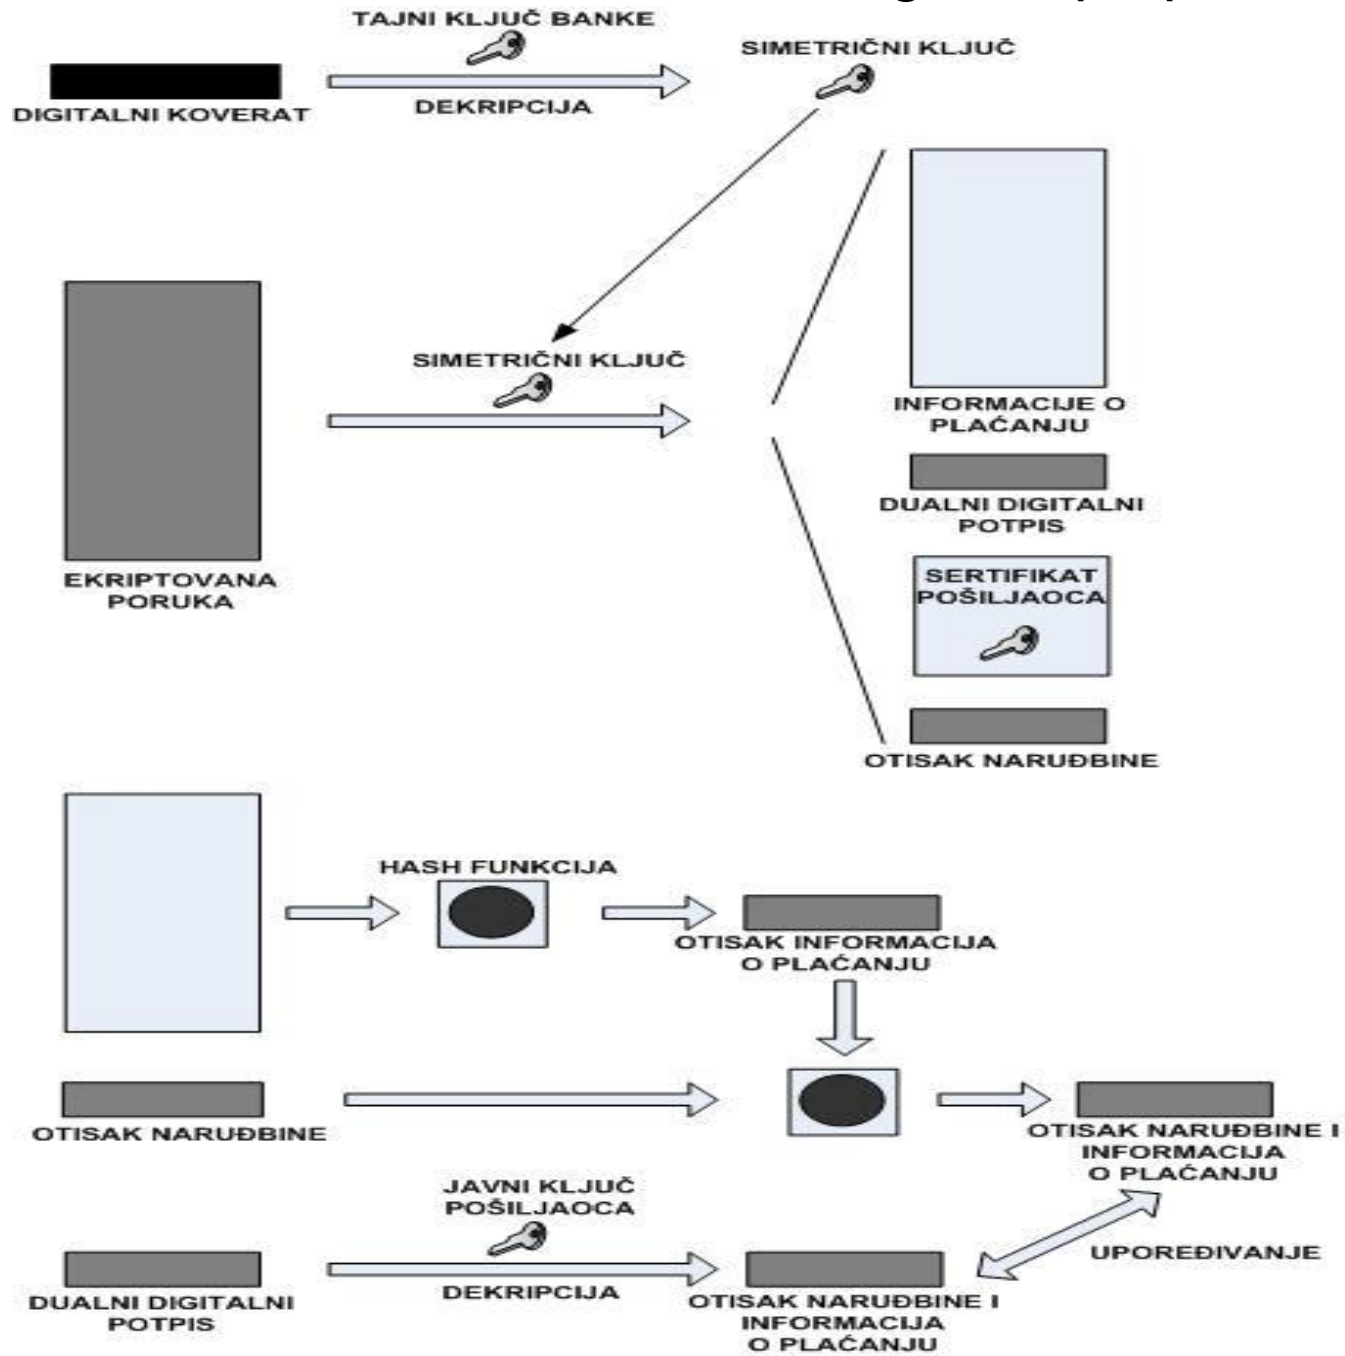 TAJNI KLJUČ BANKE
SIMETRIČNI KLJUČ
DIGITALNI KOVERAT
DEKRIPCIJA
SIMETRIČNI KLJUČ
INFORMACIJE O
PLAĆANJU
DUALNI DIGITALNI
POTPIS
EKRIPTOVANA
PORUKA
SERTIFIKAT
POŠILJAOCA
OTISAK NARUĐBINE
HASH FUNKCIJA
OTISAK INFORMACIJA
O PLAĆANJU
OTISAK NARUĐBINE
OTISAK NARUĐBINE I
INFORMACIJA
O PLAĆANJU
JAVNI KLJUČ
POŠILJAOCA
UPOREĐIVANJE
DEKRIPCIJA
DUALNI DIGITALNI
POTPIS
OTISAK NARUĐBINE I
INFORMACIJA
O PLAĆANJU